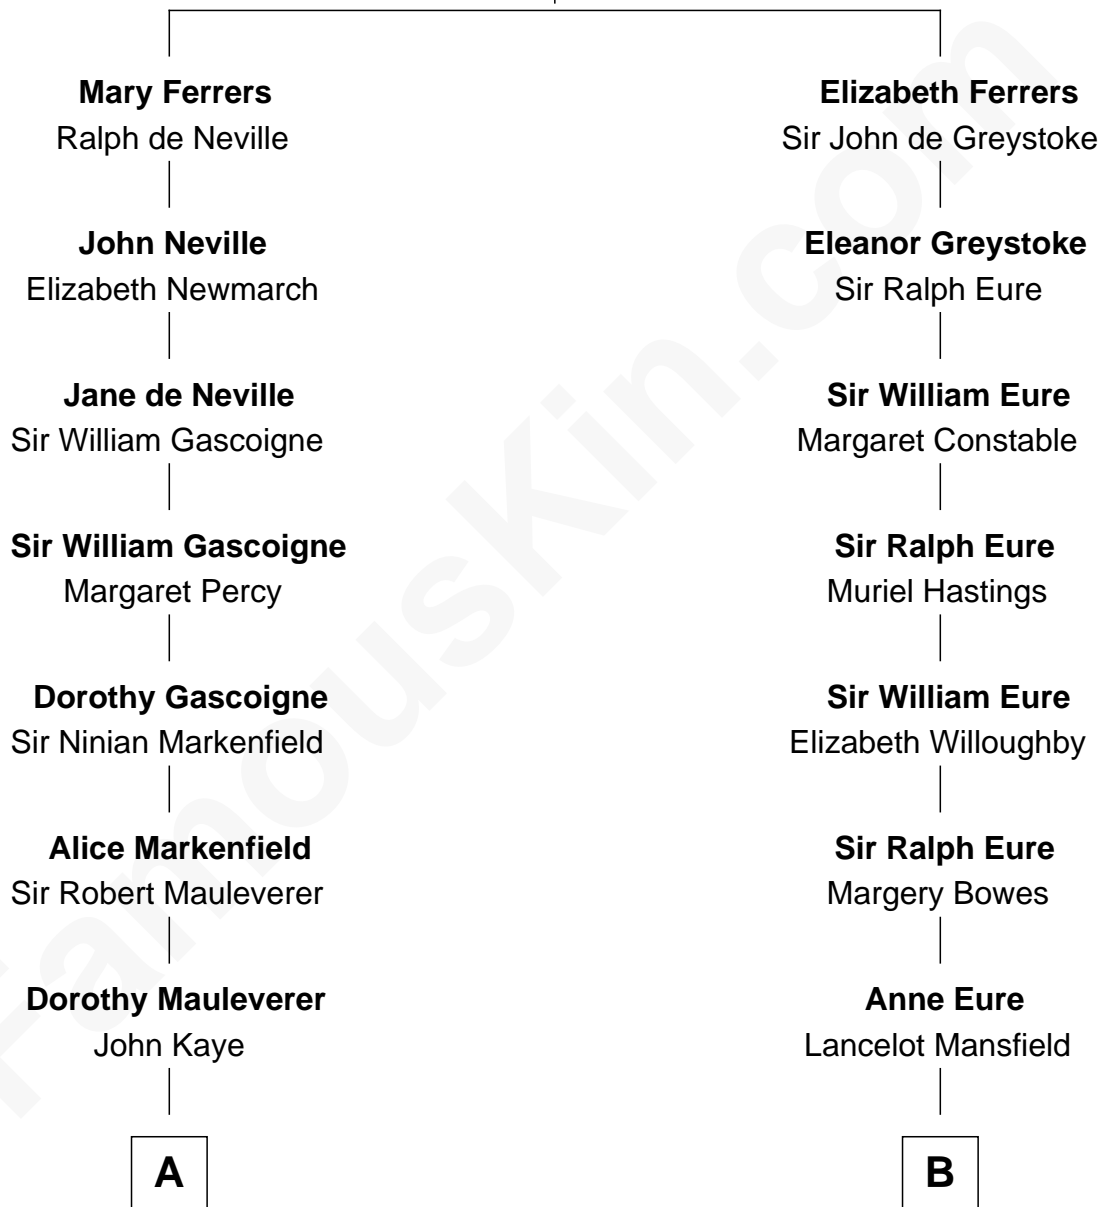 Mary Ferrers
Ralph de Neville
Elizabeth Ferrers
Sir John de Greystoke
John Neville
Elizabeth Newmarch
Eleanor Greystoke
Sir Ralph Eure
Jane de Neville
Sir William Gascoigne
Sir William Eure
Margaret Constable
Sir William Gascoigne
Margaret Percy
Sir Ralph Eure
Muriel Hastings
Dorothy Gascoigne
Sir Ninian Markenfield
Sir William Eure
Elizabeth Willoughby
Alice Markenfield
Sir Robert Mauleverer
Sir Ralph Eure
Margery Bowes
Dorothy Mauleverer
John Kaye
Anne Eure
Lancelot Mansfield
A
B
FamousKin.com